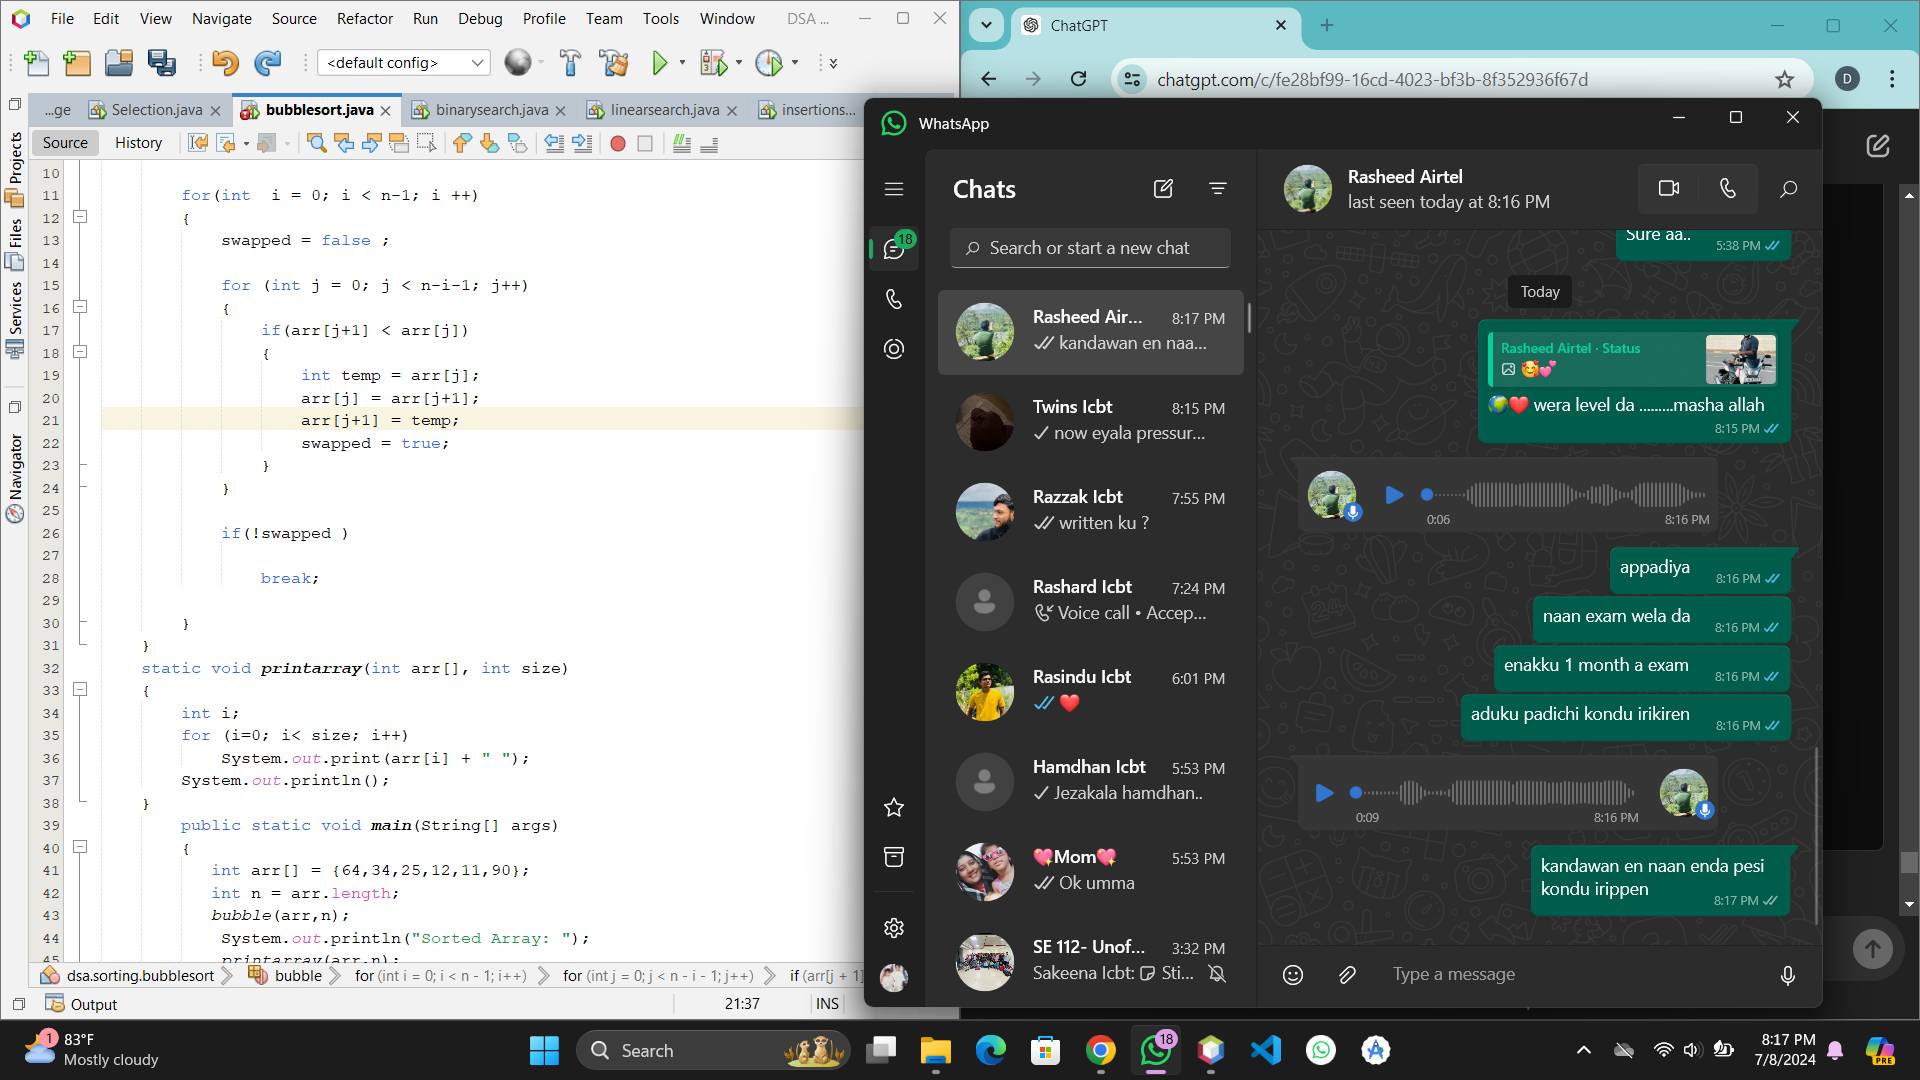 File Edit View Navigate Source Refactor Run Debug Profile Team Tools Window DSA ...
<default config>
...ge Selection.java bubblesort.java binarysearch.java linearsearch.java insertions...
Source History
Projects
Files
Services
Navigator
10
11 for(int i = 0; i < n-1; i ++)
12 {
13 swapped = false ;
14
15 for (int j = 0; j < n-i-1; j++)
16 {
17 if(arr[j+1] < arr[j])
18 {
19 int temp = arr[j];
20 arr[j] = arr[j+1];
21 arr[j+1] = temp;
22 swapped = true;
23 }
24 }
25
26 if(!swapped )
27
28 break;
29
30 }
31 }
32 static void printarray(int arr[], int size)
33 {
34 int i;
35 for (i=0; i< size; i++)
36 System.out.print(arr[i] + " ");
37 System.out.println();
38 }
39 public static void main(String[] args)
40 {
41 int arr[] = {64,34,25,12,11,90};
42 int n = arr.length;
43 bubble(arr,n);
44 System.out.println("Sorted Array: ");
45 printarray(arr,n);
dsa.sorting.bubblesort bubble for (int i = 0; i < n - 1; i++) for (int j = 0; j < n - i - 1; j++) if (arr[j + 1]
Output 21:37 INS
ChatGPT
chatgpt.com/c/fe28bf99-16cd-4023-bf3b-8f352936f67d
D
WhatsApp
18
Chats
Search or start a new chat
Rasheed Air... 8:17 PM
kandawan en naa...
Twins Icbt 8:15 PM
now eyala pressur...
Razzak Icbt 7:55 PM
written ku ?
Rashard Icbt 7:24 PM
Voice call • Accep...
Rasindu Icbt 6:01 PM
❤️
Hamdhan Icbt 5:53 PM
Jezakala hamdhan..
💖Mom💖 5:53 PM
Ok umma
SE 112- Unof... 3:32 PM
Sakeena Icbt: Sti...
Rasheed Airtel
last seen today at 8:16 PM
Sure aa.. 5:38 PM
Today
Rasheed Airtel · Status
🥰💕
🌍❤️ wera level da .........masha allah
8:15 PM
0:06 8:16 PM
appadiya 8:16 PM
naan exam wela da 8:16 PM
enakku 1 month a exam 8:16 PM
aduku padichi kondu irikiren 8:16 PM
0:09 8:16 PM
kandawan en naan enda pesi
kondu irippen 8:17 PM
Type a message
1
83°F
Mostly cloudy
Search
18
8:17 PM
7/8/2024
PRE